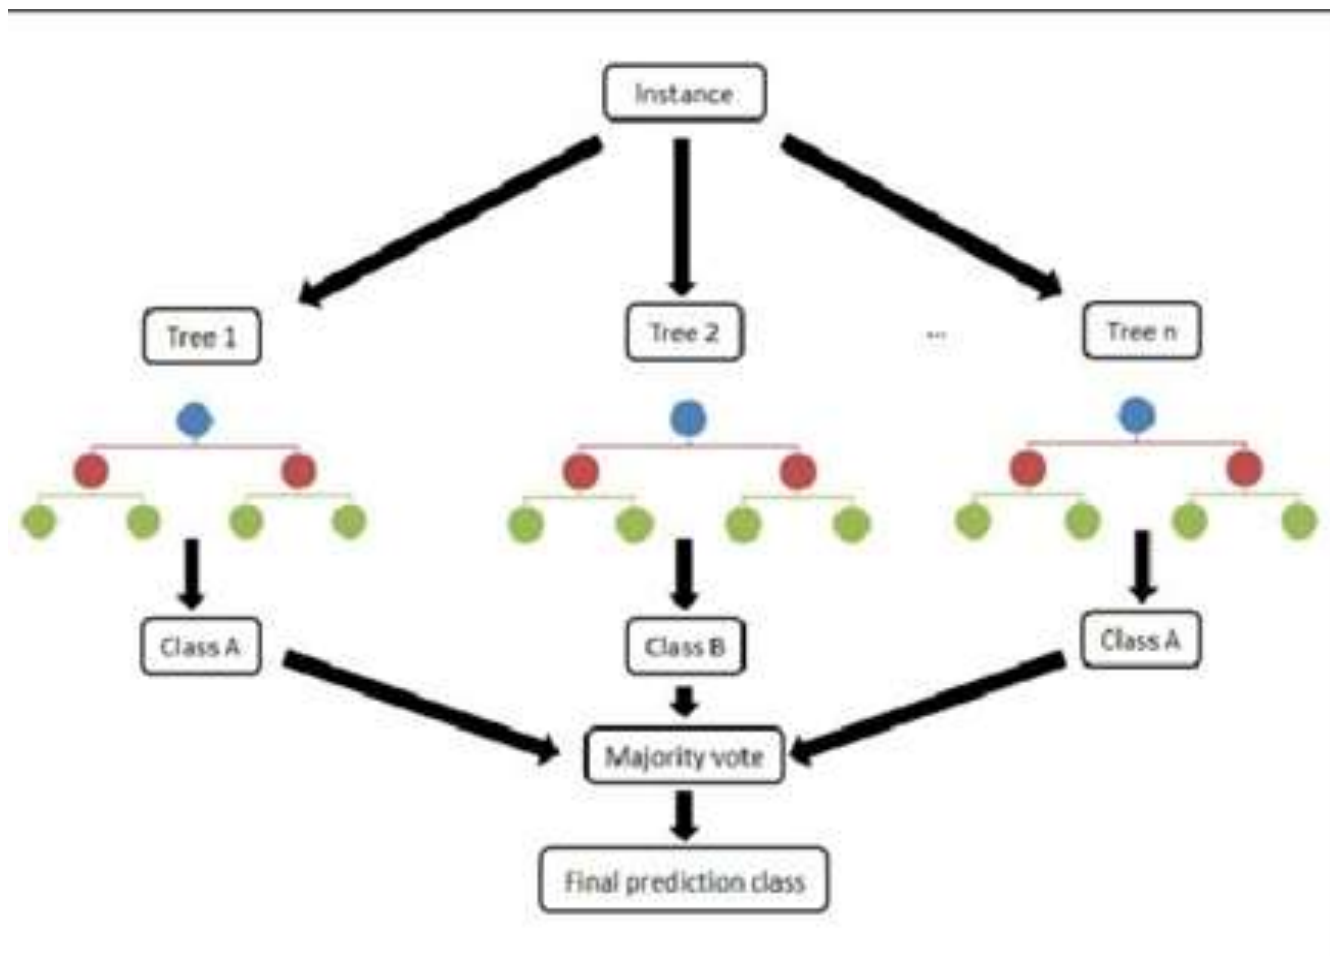 Instance
Tree 1
Tree 2
...
Tree n
Class A
Class B
Class A
Majority vote
Final prediction class